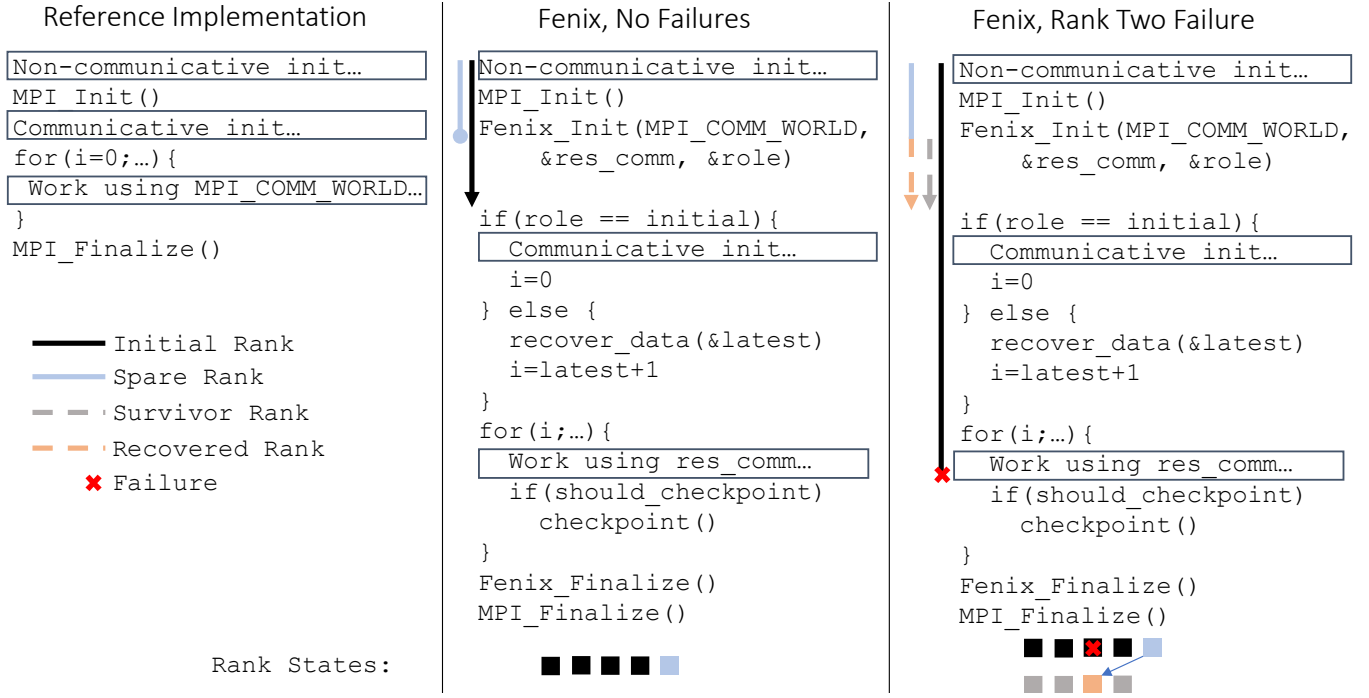 Reference Implementation
Non-communicative init…
MPI_Init()
Communicative init…
for(i=0;…){
Work using MPI_COMM_WORLD…
}
MPI_Finalize()
Initial Rank
Spare Rank
Survivor Rank
Recovered Rank
Failure
Rank States:
Fenix, No Failures
Non-communicative init…
MPI_Init()
Fenix_Init(MPI_COMM_WORLD,
&res_comm, &role)
if(role == initial){
Communicative init…
i=0
} else {
recover_data(&latest)
i=latest+1
}
for(i;…){
Work using res_comm…
if(should_checkpoint)
checkpoint()
}
Fenix_Finalize()
MPI_Finalize()
Fenix, Rank Two Failure
Non-communicative init…
MPI_Init()
Fenix_Init(MPI_COMM_WORLD,
&res_comm, &role)
if(role == initial){
Communicative init…
i=0
} else {
recover_data(&latest)
i=latest+1
}
for(i;…){
Work using res_comm…
if(should_checkpoint)
checkpoint()
}
Fenix_Finalize()
MPI_Finalize()